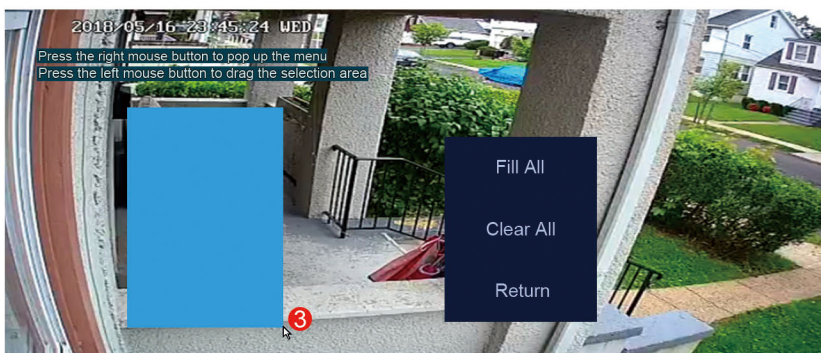 2018/05/16 23:45:24 WED
Press the right mouse button to pop up the menu
Press the left mouse button to drag the selection area
Fill All
Clear All
Return
3